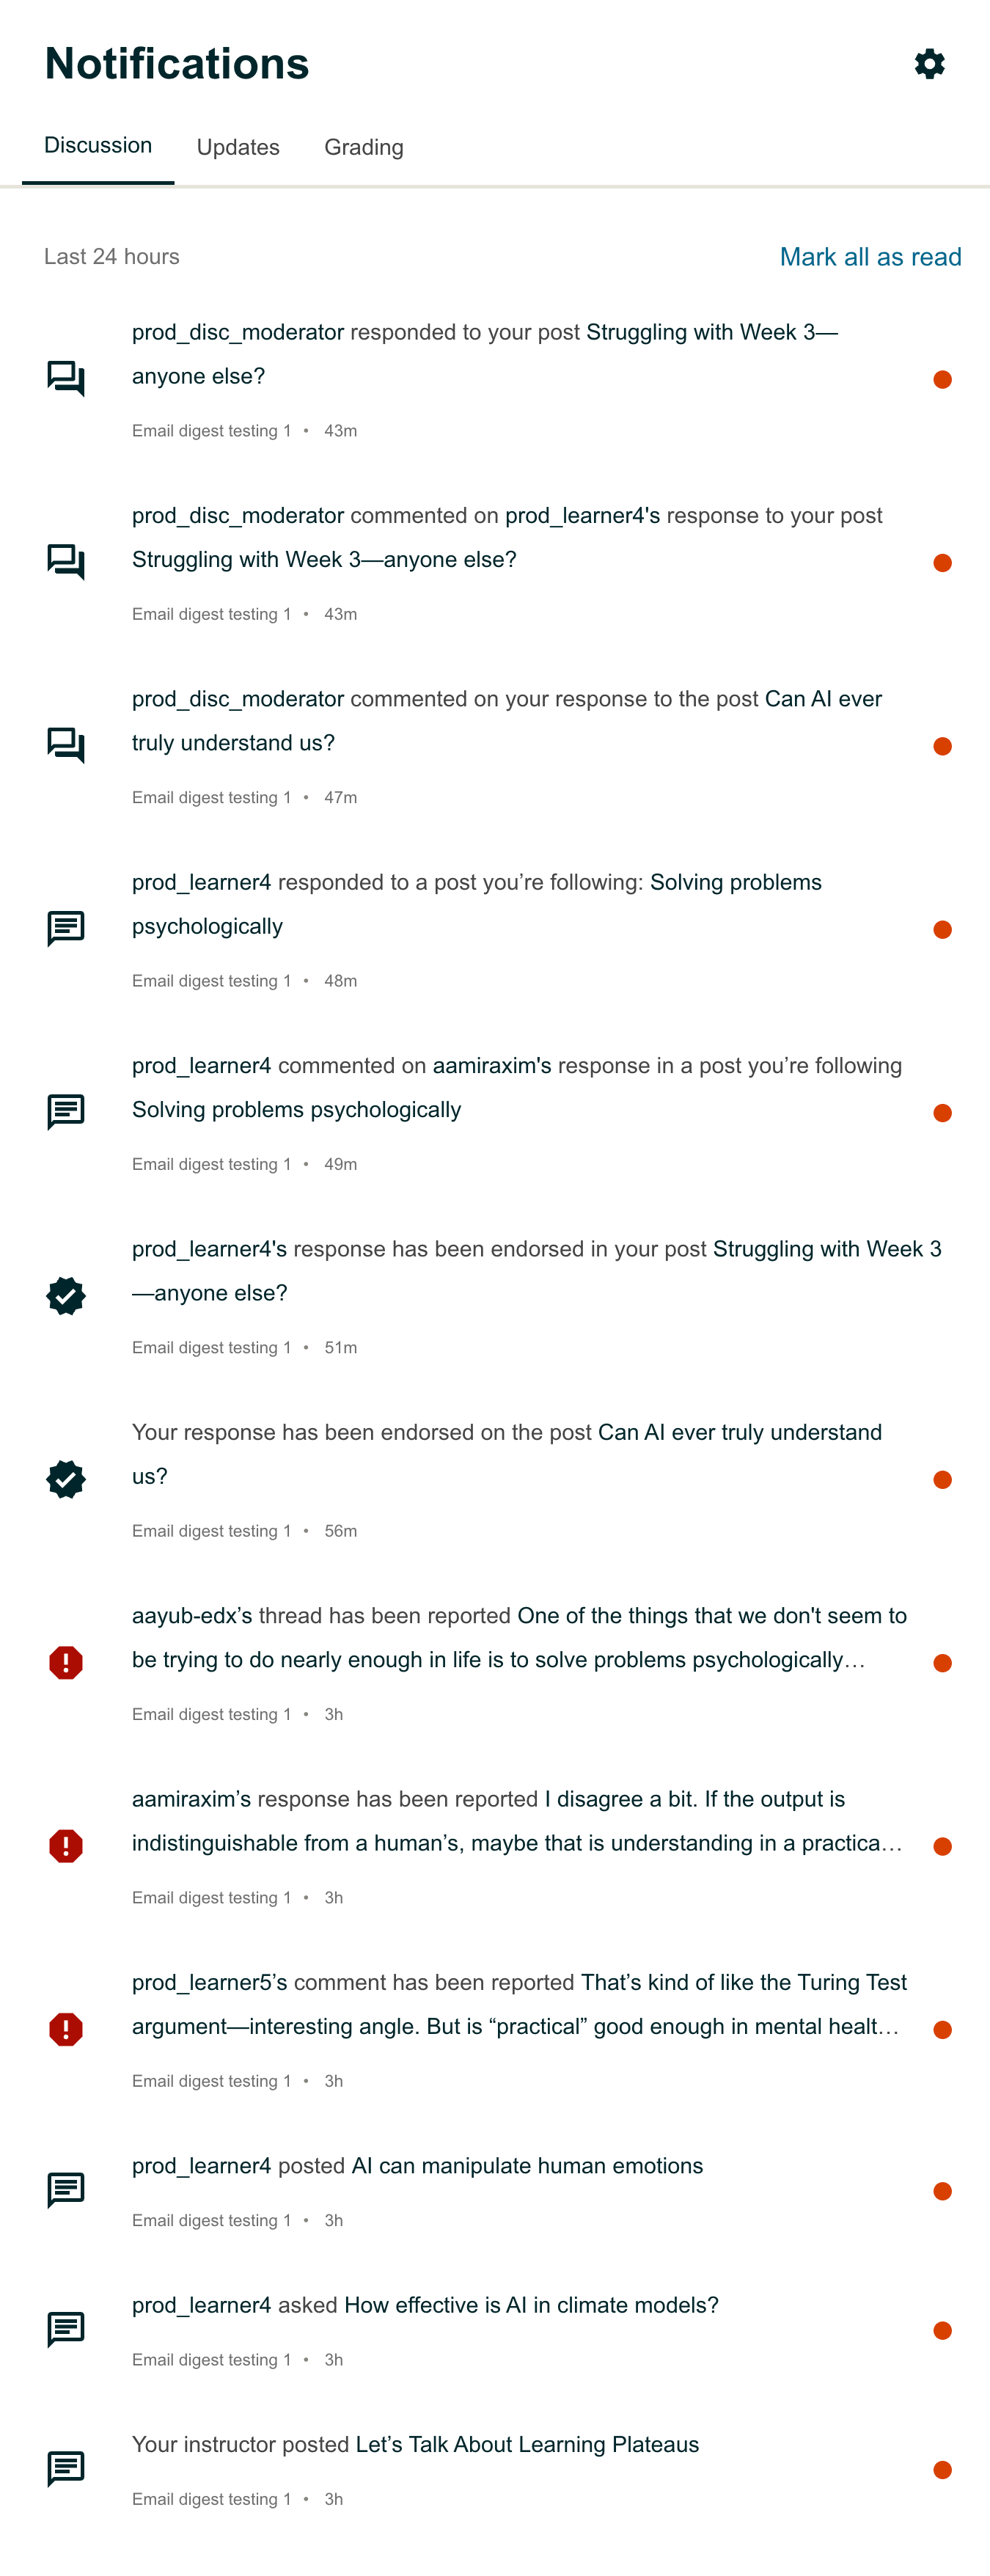 Notifications
Discussion
Updates
Grading
Last 24 hours
Mark all as read
prod_disc_moderator responded to your post Struggling with Week 3—
anyone else?
Email digest testing 1 • 43m
prod_disc_moderator commented on prod_learner4's response to your post
Struggling with Week 3—anyone else?
Email digest testing 1 • 43m
prod_disc_moderator commented on your response to the post Can AI ever
truly understand us?
Email digest testing 1 • 47m
prod_learner4 responded to a post you’re following: Solving problems
psychologically
Email digest testing 1 • 48m
prod_learner4 commented on aamiraxim's response in a post you’re following
Solving problems psychologically
Email digest testing 1 • 49m
prod_learner4's response has been endorsed in your post Struggling with Week 3
—anyone else?
Email digest testing 1 • 51m
Your response has been endorsed on the post Can AI ever truly understand
us?
Email digest testing 1 • 56m
aayub-edx’s thread has been reported One of the things that we don't seem to
be trying to do nearly enough in life is to solve problems psychologically…
Email digest testing 1 • 3h
aamiraxim’s response has been reported I disagree a bit. If the output is
indistinguishable from a human’s, maybe that is understanding in a practica…
Email digest testing 1 • 3h
prod_learner5’s comment has been reported That’s kind of like the Turing Test
argument—interesting angle. But is “practical” good enough in mental healt…
Email digest testing 1 • 3h
prod_learner4 posted AI can manipulate human emotions
Email digest testing 1 • 3h
prod_learner4 asked How effective is AI in climate models?
Email digest testing 1 • 3h
Your instructor posted Let’s Talk About Learning Plateaus
Email digest testing 1 • 3h